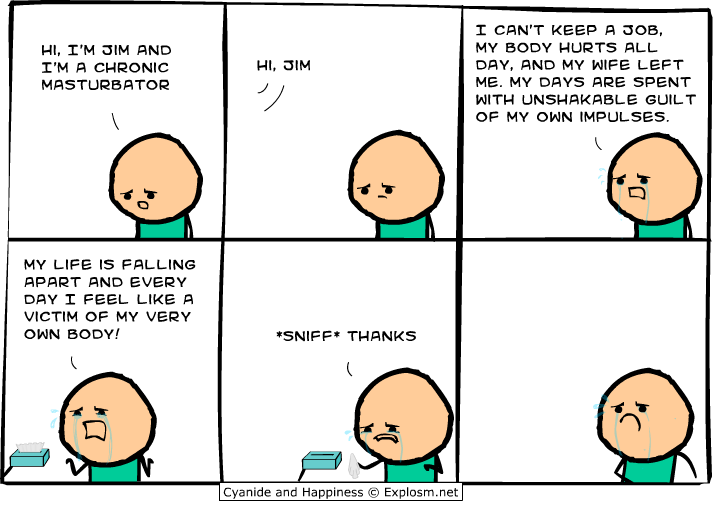 HI, I'M JIM AND
I'M A CHRONIC
MASTURBATOR
HI, JIM
I CAN'T KEEP A JOB,
MY BODY HURTS ALL
DAY, AND MY WIFE LEFT
ME. MY DAYS ARE SPENT
WITH UNSHAKABLE GUILT
OF MY OWN IMPULSES.
MY LIFE IS FALLING
APART AND EVERY
DAY I FEEL LIKE A
VICTIM OF MY VERY
OWN BODY!
*SNIFF* THANKS
Cyanide and Happiness © Explosm.net